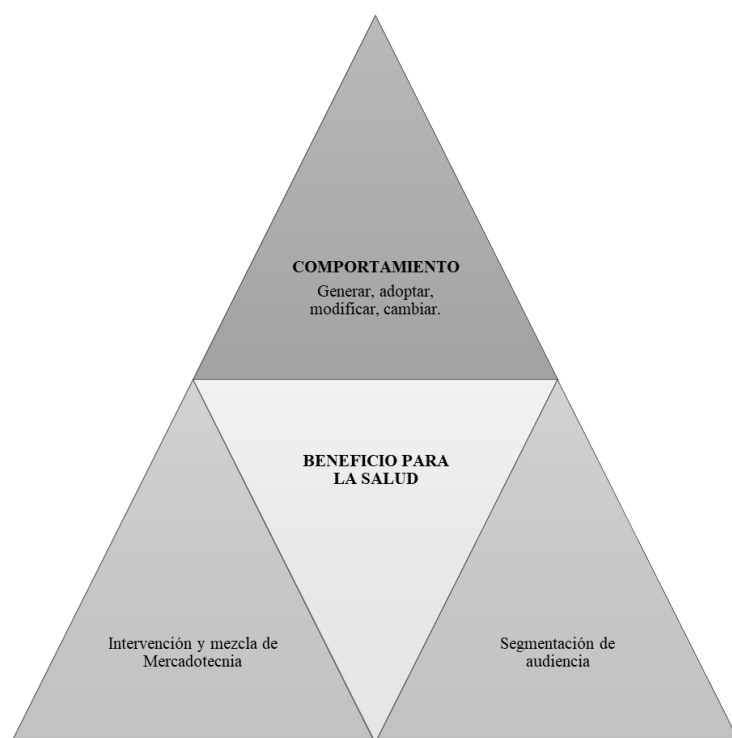 COMPORTAMIENTO
Generar, adoptar,
modificar, cambiar.
BENEFICIO PARA
LA SALUD
Intervención y mezcla de
Mercadotecnia
Segmentación de
audiencia